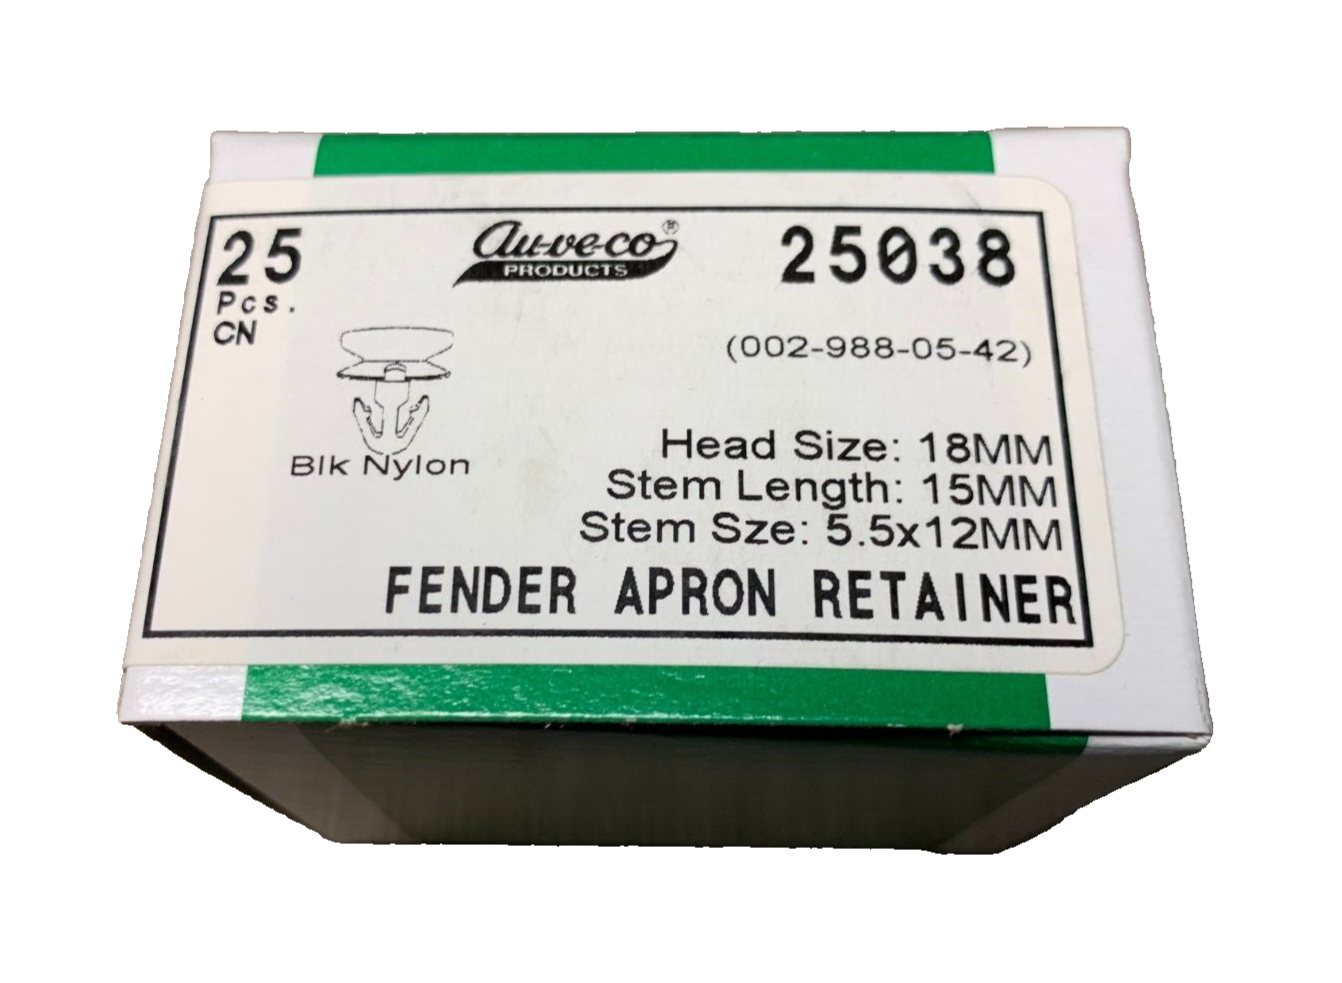 25
Pcs.
CN
au-ve-co®
PRODUCTS
25038
(002-988-05-42)
Blk Nylon
Head Size: 18MM
Stem Length: 15MM
Stem Sze: 5.5x12MM
FENDER APRON RETAINER